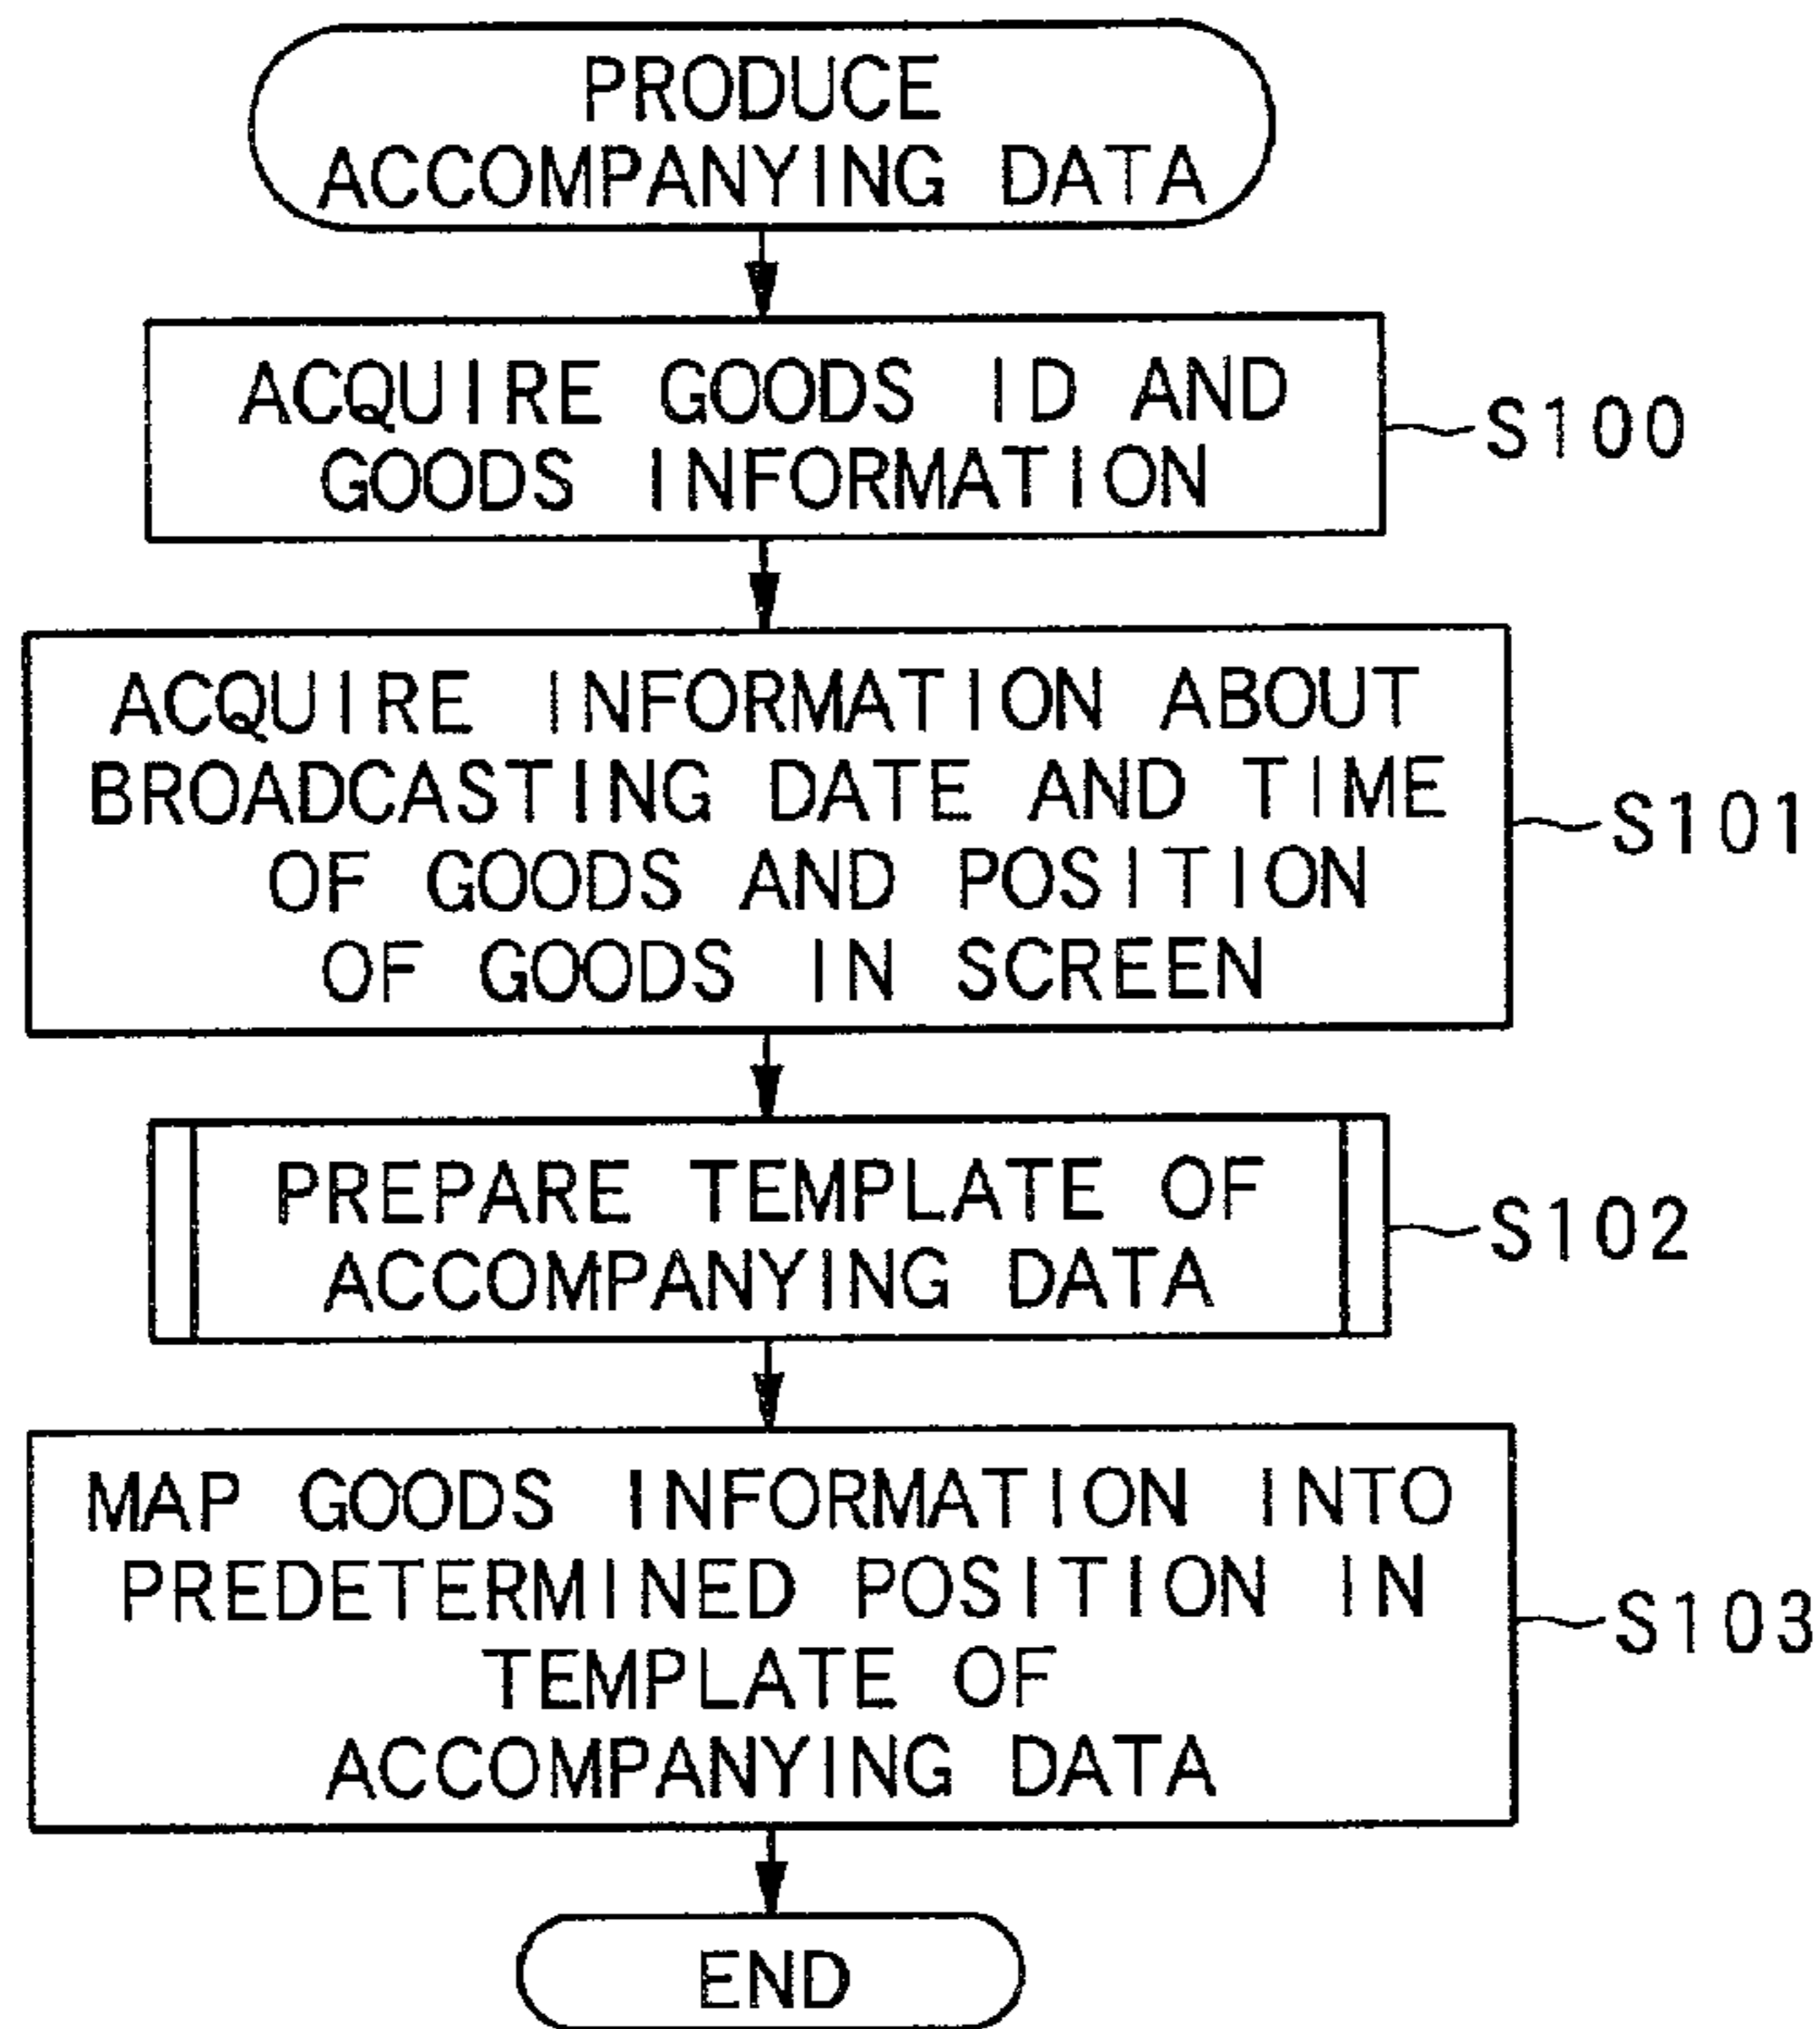 PRODUCE
ACCOMPANYING DATA
ACQUIRE GOODS ID AND
GOODS INFORMATION
S100
ACQUIRE INFORMATION ABOUT
BROADCASTING DATE AND TIME
OF GOODS AND POSITION
OF GOODS IN SCREEN
S101
PREPARE TEMPLATE OF
ACCOMPANYING DATA
S102
MAP GOODS INFORMATION INTO
PREDETERMINED POSITION IN
TEMPLATE OF
ACCOMPANYING DATA
S103
END